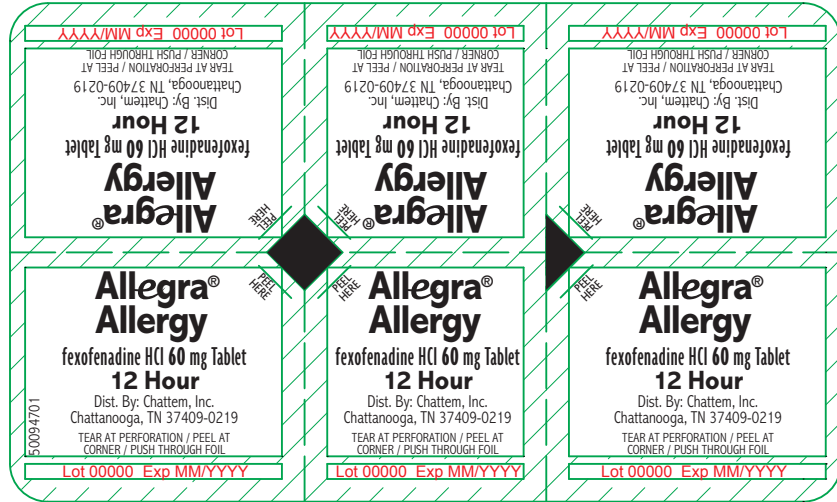 Lot 00000 Exp MM/YYYY
TEAR AT PERFORATION / PEEL AT
CORNER / PUSH THROUGH FOIL
Dist. By: Chattem, Inc.
Chattanooga, TN 37409-0219
12 Hour
fexofenadine HCl 60 mg Tablet
Allegra®
Allergy
PEEL
HERE
Lot 00000 Exp MM/YYYY
TEAR AT PERFORATION / PEEL AT
CORNER / PUSH THROUGH FOIL
Dist. By: Chattem, Inc.
Chattanooga, TN 37409-0219
12 Hour
fexofenadine HCl 60 mg Tablet
Allegra®
Allergy
PEEL
HERE
Lot 00000 Exp MM/YYYY
TEAR AT PERFORATION / PEEL AT
CORNER / PUSH THROUGH FOIL
Dist. By: Chattem, Inc.
Chattanooga, TN 37409-0219
12 Hour
fexofenadine HCl 60 mg Tablet
Allegra®
Allergy
PEEL
HERE
PEEL
HERE
Allegra®
Allergy
fexofenadine HCl 60 mg Tablet
12 Hour
Dist. By: Chattem, Inc.
Chattanooga, TN 37409-0219
TEAR AT PERFORATION / PEEL AT
CORNER / PUSH THROUGH FOIL
50094701
Lot 00000 Exp MM/YYYY
PEEL
HERE
Allegra®
Allergy
fexofenadine HCl 60 mg Tablet
12 Hour
Dist. By: Chattem, Inc.
Chattanooga, TN 37409-0219
TEAR AT PERFORATION / PEEL AT
CORNER / PUSH THROUGH FOIL
Lot 00000 Exp MM/YYYY
PEEL
HERE
Allegra®
Allergy
fexofenadine HCl 60 mg Tablet
12 Hour
Dist. By: Chattem, Inc.
Chattanooga, TN 37409-0219
TEAR AT PERFORATION / PEEL AT
CORNER / PUSH THROUGH FOIL
Lot 00000 Exp MM/YYYY